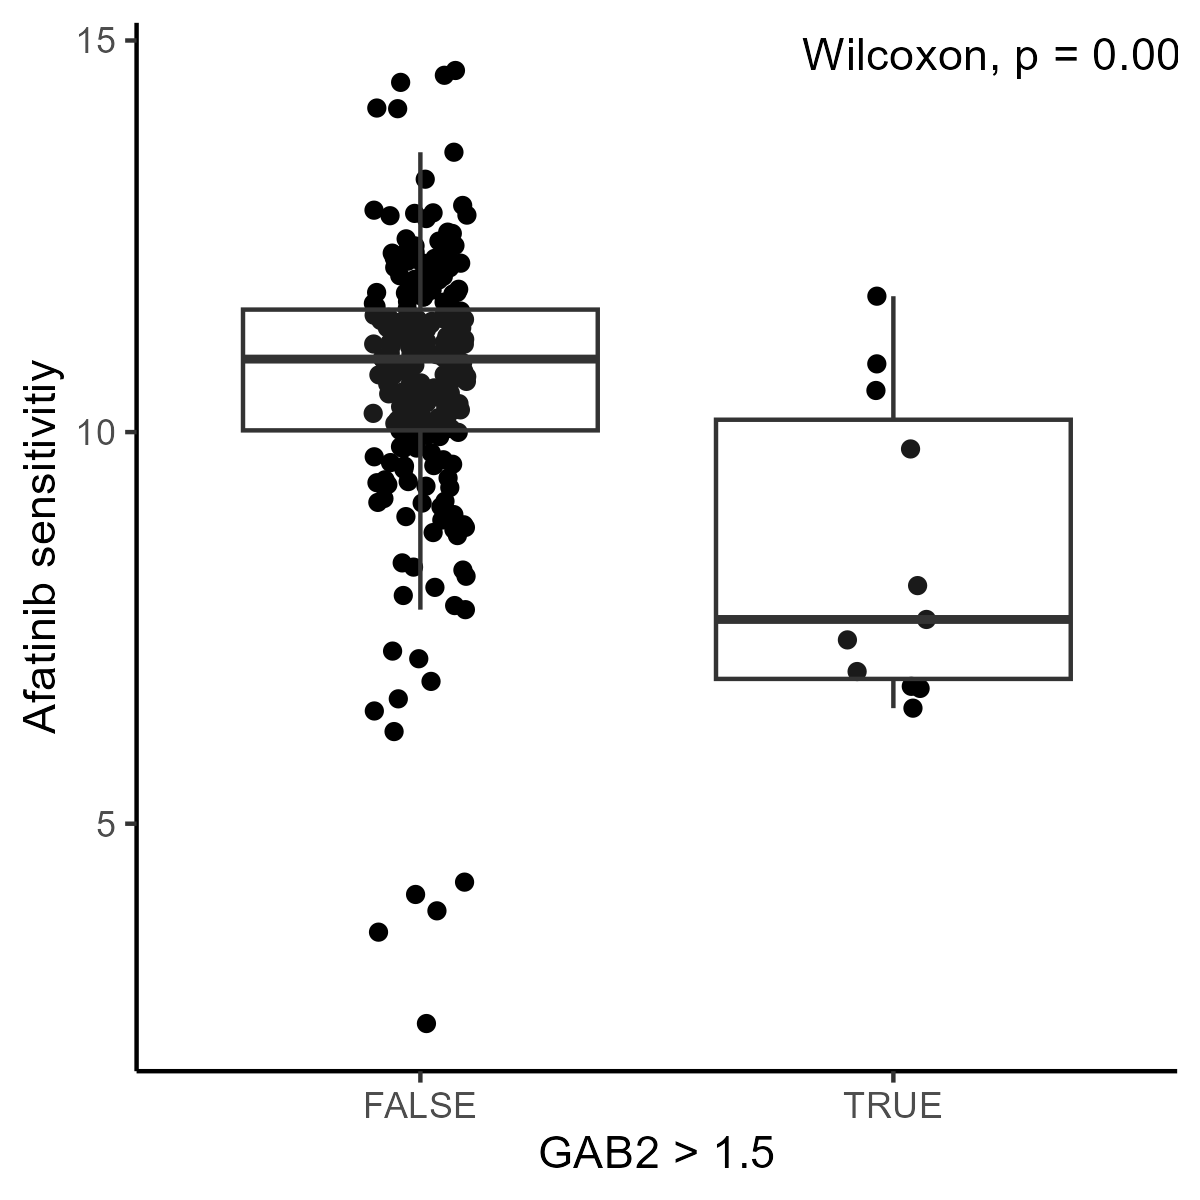 15
Wilcoxon, p = 0.00
10
5
Afatinib sensitivitiy
FALSE
TRUE
GAB2 > 1.5